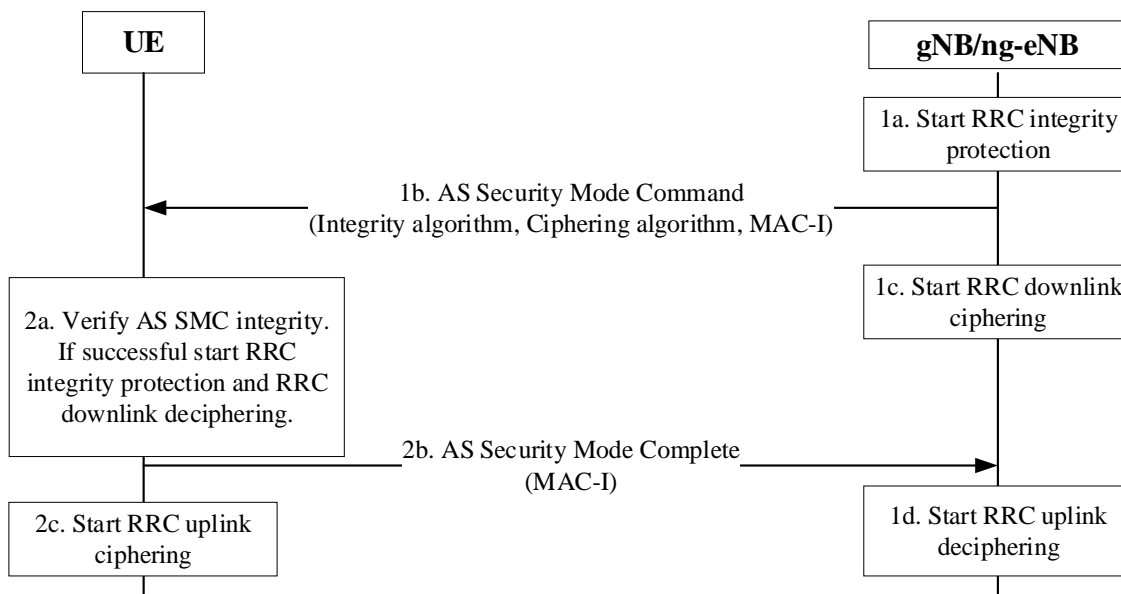 UE
gNB/ng-eNB
1a. Start RRC integrity
protection
1b. AS Security Mode Command
(Integrity algorithm, Ciphering algorithm, MAC-I)
1c. Start RRC downlink
ciphering
2a. Verify AS SMC integrity.
If successful start RRC
integrity protection and RRC
downlink deciphering.
2b. AS Security Mode Complete
(MAC-I)
2c. Start RRC uplink
ciphering
1d. Start RRC uplink
deciphering